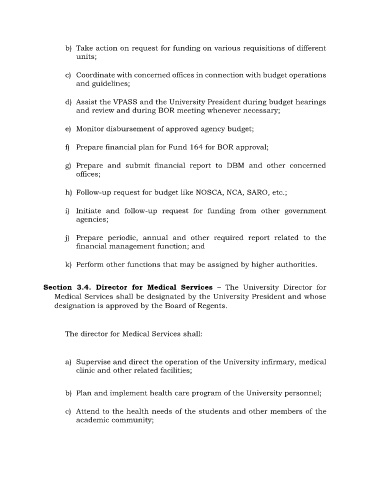 b) Take action on request for funding on various requisitions of different
units;
c) Coordinate with concerned offices in connection with budget operations
and guidelines;
d) Assist the VPASS and the University President during budget hearings
and review and during BOR meeting whenever necessary;
e) Monitor disbursement of approved agency budget;
f) Prepare financial plan for Fund 164 for BOR approval;
g) Prepare and submit financial report to DBM and other concerned
offices;
h) Follow-up request for budget like NOSCA, NCA, SARO, etc.;
i) Initiate and follow-up request for funding from other government
agencies;
j) Prepare periodic, annual and other required report related to the
financial management function; and
k) Perform other functions that may be assigned by higher authorities.
Section 3.4. Director for Medical Services – The University Director for
Medical Services shall be designated by the University President and whose
designation is approved by the Board of Regents.
The director for Medical Services shall:
a) Supervise and direct the operation of the University infirmary, medical
clinic and other related facilities;
b) Plan and implement health care program of the University personnel;
c) Attend to the health needs of the students and other members of the
academic community;